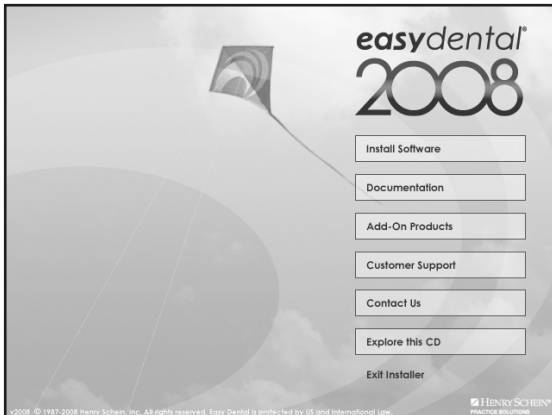 easydental®
2008
Install Software
Documentation
Add-On Products
Customer Support
Contact Us
Explore this CD
Exit Installer
v2008 © 1987-2008 Henry Schein, Inc. All rights reserved. Easy Dental is protected by US and International Law.
HENRY SCHEIN®
PRACTICE SOLUTIONS